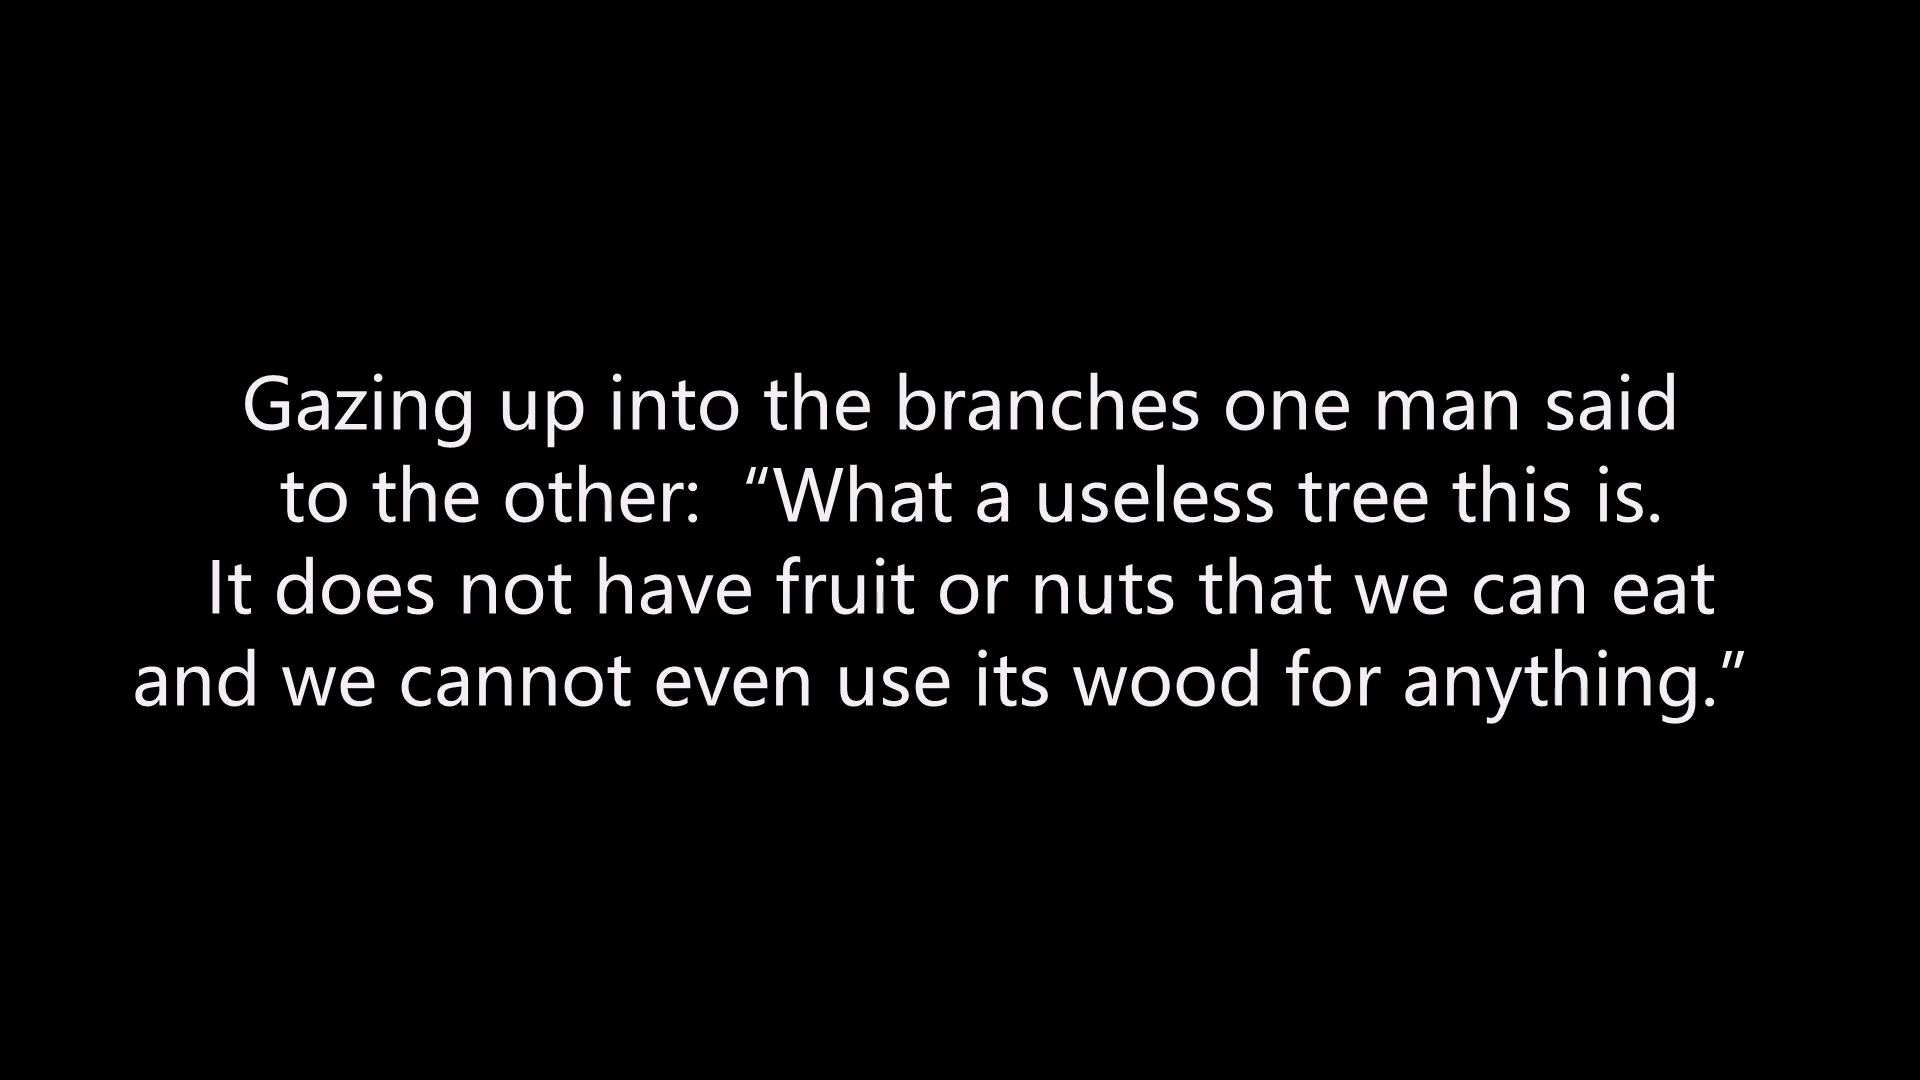 Gazing up into the branches one man said
to the other:  “What a useless tree this is.
It does not have fruit or nuts that we can eat
and we cannot even use its wood for anything.”